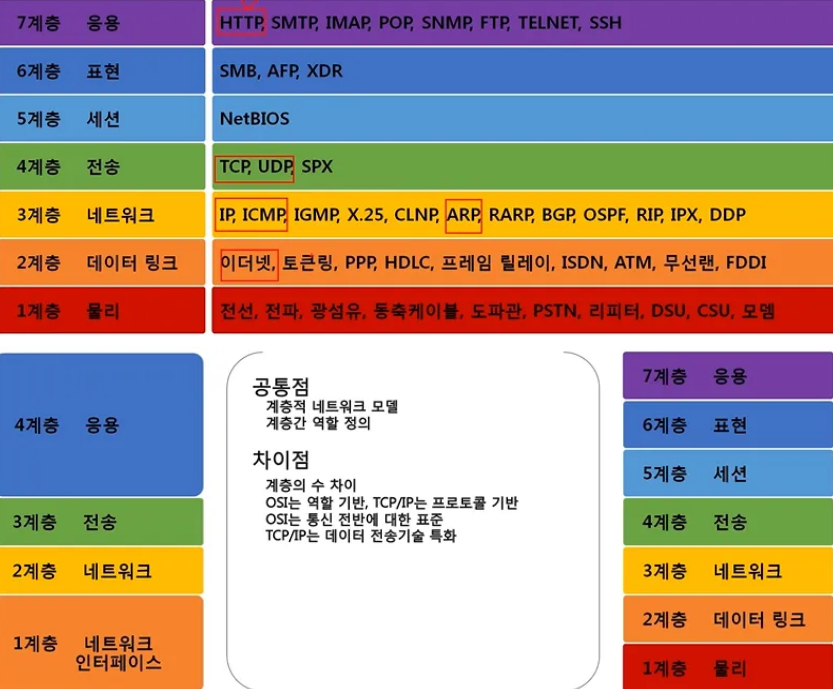 7계층 응용 HTTP, SMTP, IMAP, POP, SNMP, FTP, TELNET, SSH
6계층 표현 SMB, AFP, XDR
5계층 세션 NetBIOS
4계층 전송 TCP, UDP, SPX
3계층 네트워크 IP, ICMP, IGMP, X.25, CLNP, ARP, RARP, BGP, OSPF, RIP, IPX, DDP
2계층 데이터 링크 이더넷, 토큰링, PPP, HDLC, 프레임 릴레이, ISDN, ATM, 무선랜, FDDI
1계층 물리 전선, 전파, 광섬유, 동축케이블, 도파관, PSTN, 리피터, DSU, CSU, 모뎀
4계층 응용
3계층 전송
2계층 네트워크
1계층 네트워크
인터페이스
공통점
계층적 네트워크 모델
계층간 역할 정의
차이점
계층의 수 차이
OSI는 역할 기반, TCP/IP는 프로토콜 기반
OSI는 통신 전반에 대한 표준
TCP/IP는 데이터 전송기술 특화
7계층 응용
6계층 표현
5계층 세션
4계층 전송
3계층 네트워크
2계층 데이터 링크
1계층 물리